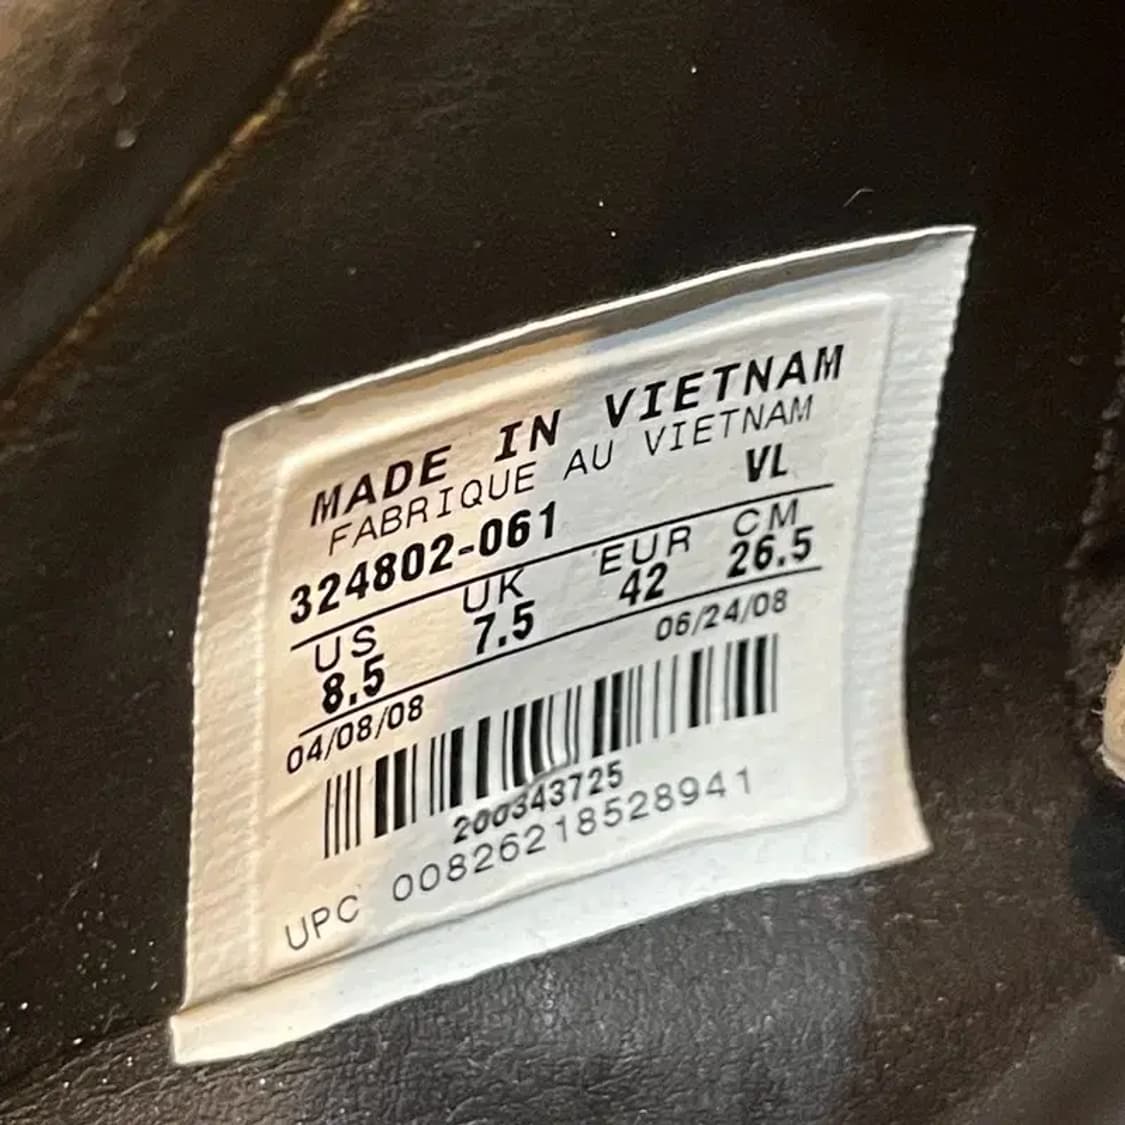 MADE IN VIETNAM
FABRIQUE AU VIETNAM
324802-061 VL
US UK EUR CM
8.5 7.5 42 26.5
04/08/08 06/24/08
200343725
UPC 00826218528941